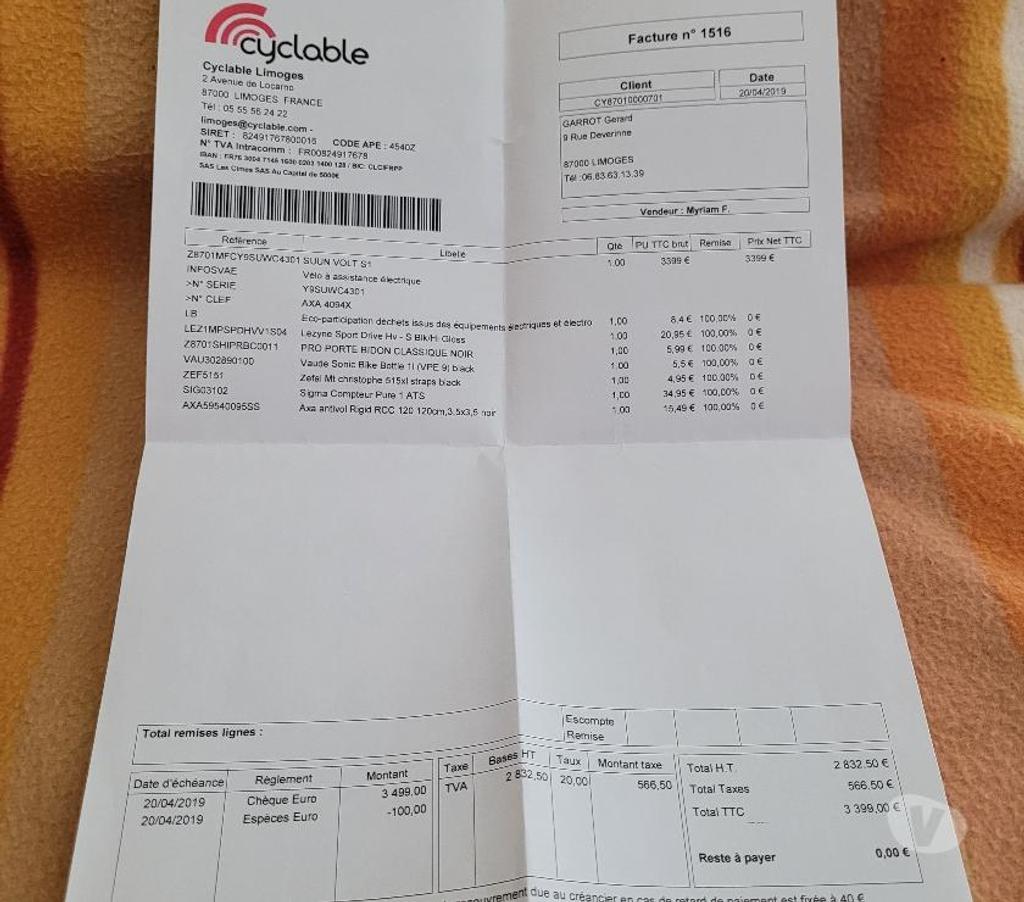 cyclable
Cyclable Limoges
2 Avenue de Locarno
87000 LIMOGES FRANCE
Tél : 05 55 56 24 22
limoges@cyclable.com -
SIRET : 82491767800016 CODE APE : 4540Z
N° TVA Intracomm : FR00824917678
SAS Les Cimes SAS Au Capital de 5000€
Facture n° 1516
Client Date
CY87010000701 20/04/2019
GARROT Gerard
9 Rue Deverinne
87000 LIMOGES
Tél :06.83.63.13.39
Vendeur : Myriam F.
Référence Libellé Qté PU TTC brut Remise Prix Net TTC
Z8701MFCY9SUWC4301 SUUN VOLT S1 1,00 3399 € 3399 €
INFOSVAE Vélo à assistance électrique
>N° SERIE Y9SUWC4301
>N° CLEF AXA 4094X
LB Eco-participation déchets issus des équipements électriques et électro 1,00 8,4 € 100,00% 0 €
LEZ1MPSPDHVV1S04 Lezyne Sport Drive Hv - S Blk/Hi Gloss 1,00 20,95 € 100,00% 0 €
Z8701SHIPRBC0011 PRO PORTE BIDON CLASSIQUE NOIR 1,00 5,99 € 100,00% 0 €
VAU302890100 Vaude Sonic Bike Bottle 1l (VPE 9) black 1,00 5,5 € 100,00% 0 €
ZEF5151 Zefal Mt christophe 515xl straps black 1,00 4,95 € 100,00% 0 €
SIG03102 Sigma Compteur Pure 1 ATS 1,00 34,95 € 100,00% 0 €
AXA59540095SS Axa antivol Rigid RCC 120 120cm,3,5x3,5 noir 1,00 15,49 € 100,00% 0 €
Total remises lignes :
Escompte
Remise
Date d'échéance Règlement Montant Taxe Bases HT Taux Montant taxe
20/04/2019 Chèque Euro 3 499,00 TVA 2 832,50 20,00 566,50
20/04/2019 Espèces Euro -100,00
Total H.T. 2 832.50 €
Total Taxes 566,50 €
Total TTC 3 399,00 €
Reste à payer 0,00 €
due au créancier en cas de retard de paiement est fixée à 40 €
V